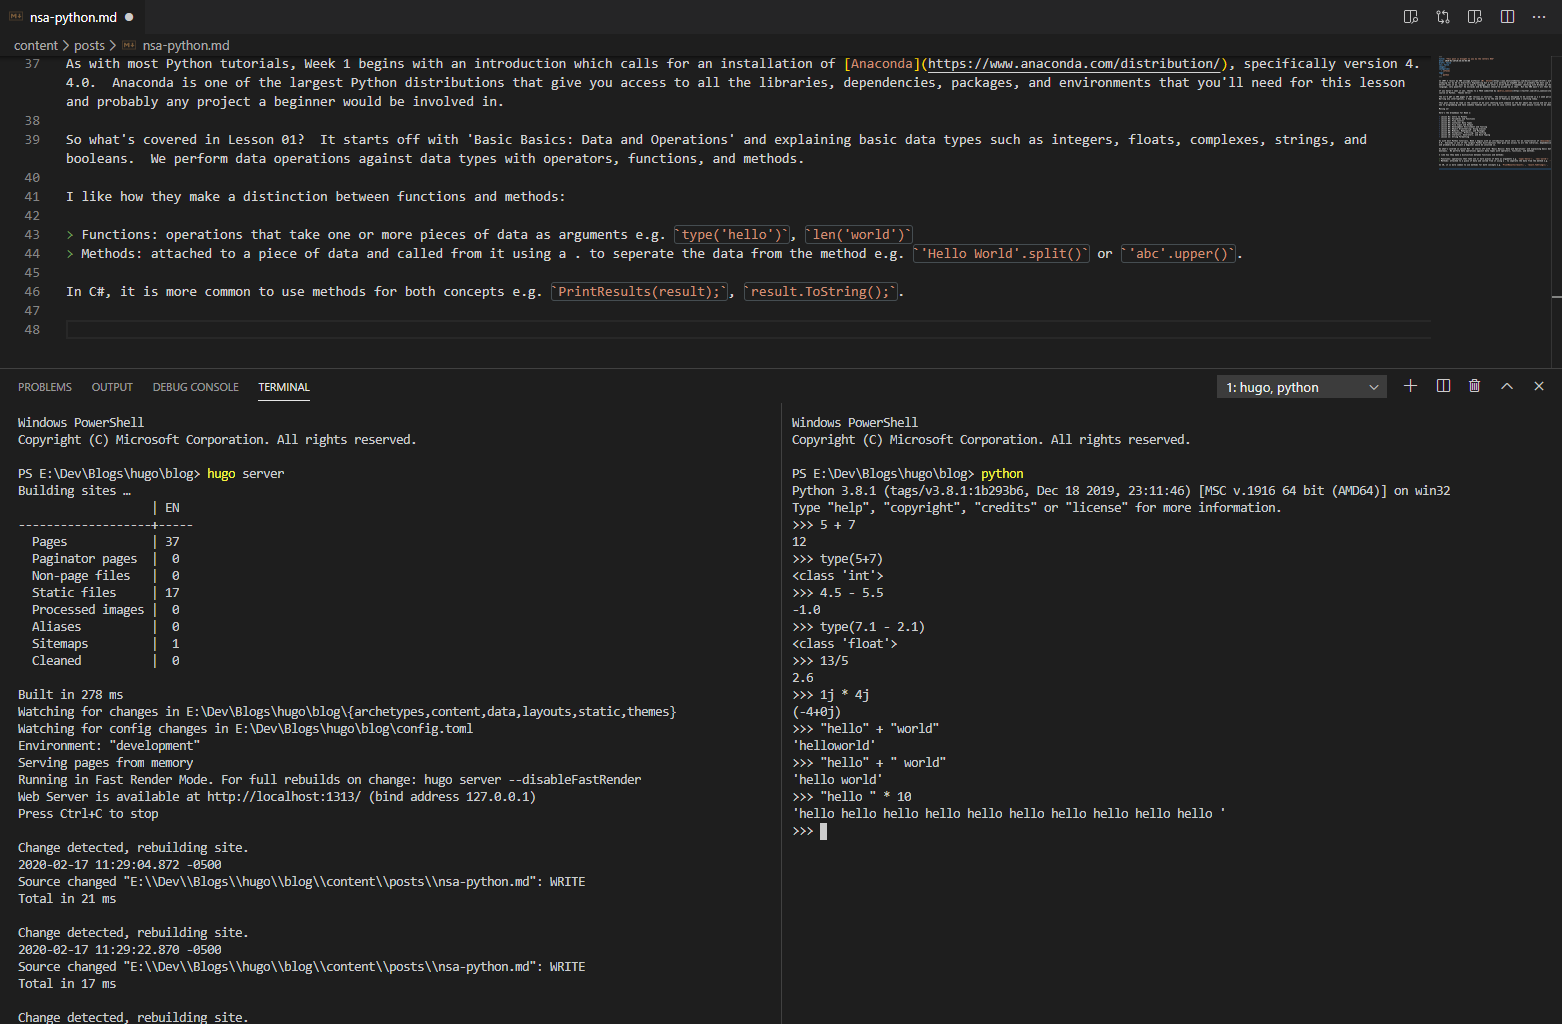 nsa-python.md
content > posts > nsa-python.md
37 As with most Python tutorials, Week 1 begins with an introduction which calls for an installation of [Anaconda](https://www.anaconda.com/distribution/), specifically version 4.
4.0.  Anaconda is one of the largest Python distributions that give you access to all the libraries, dependencies, packages, and environments that you'll need for this lesson
and probably any project a beginner would be involved in.
38
39 So what's covered in Lesson 01?  It starts off with 'Basic Basics: Data and Operations' and explaining basic data types such as integers, floats, complexes, strings, and
booleans.  We perform data operations against data types with operators, functions, and methods.
40
41 I like how they make a distinction between functions and methods:
42
43 > Functions: operations that take one or more pieces of data as arguments e.g. `type('hello')`, `len('world')`
44 > Methods: attached to a piece of data and called from it using a . to seperate the data from the method e.g. `'Hello World'.split()` or `'abc'.upper()`.
45
46 In C#, it is more common to use methods for both concepts e.g. `PrintResults(result);`, `result.ToString();`.
47
48
PROBLEMS OUTPUT DEBUG CONSOLE TERMINAL
1: hugo, python
Windows PowerShell
Copyright (C) Microsoft Corporation. All rights reserved.
PS E:\Dev\Blogs\hugo\blog> hugo server
Building sites …
| EN
-------------------+-----
Pages | 37
Paginator pages | 0
Non-page files | 0
Static files | 17
Processed images | 0
Aliases | 0
Sitemaps | 1
Cleaned | 0
Built in 278 ms
Watching for changes in E:\Dev\Blogs\hugo\blog\{archetypes,content,data,layouts,static,themes}
Watching for config changes in E:\Dev\Blogs\hugo\blog\config.toml
Environment: "development"
Serving pages from memory
Running in Fast Render Mode. For full rebuilds on change: hugo server --disableFastRender
Web Server is available at http://localhost:1313/ (bind address 127.0.0.1)
Press Ctrl+C to stop
Change detected, rebuilding site.
2020-02-17 11:29:04.872 -0500
Source changed "E:\\Dev\\Blogs\\hugo\\blog\\content\\posts\\nsa-python.md": WRITE
Total in 21 ms
Change detected, rebuilding site.
2020-02-17 11:29:22.870 -0500
Source changed "E:\\Dev\\Blogs\\hugo\\blog\\content\\posts\\nsa-python.md": WRITE
Total in 17 ms
Change detected, rebuilding site.
Windows PowerShell
Copyright (C) Microsoft Corporation. All rights reserved.
PS E:\Dev\Blogs\hugo\blog> python
Python 3.8.1 (tags/v3.8.1:1b293b6, Dec 18 2019, 23:11:46) [MSC v.1916 64 bit (AMD64)] on win32
Type "help", "copyright", "credits" or "license" for more information.
>>> 5 + 7
12
>>> type(5+7)
<class 'int'>
>>> 4.5 - 5.5
-1.0
>>> type(7.1 - 2.1)
<class 'float'>
>>> 13/5
2.6
>>> 1j * 4j
(-4+0j)
>>> "hello" + "world"
'helloworld'
>>> "hello" + " world"
'hello world'
>>> "hello " * 10
'hello hello hello hello hello hello hello hello hello hello '
>>>